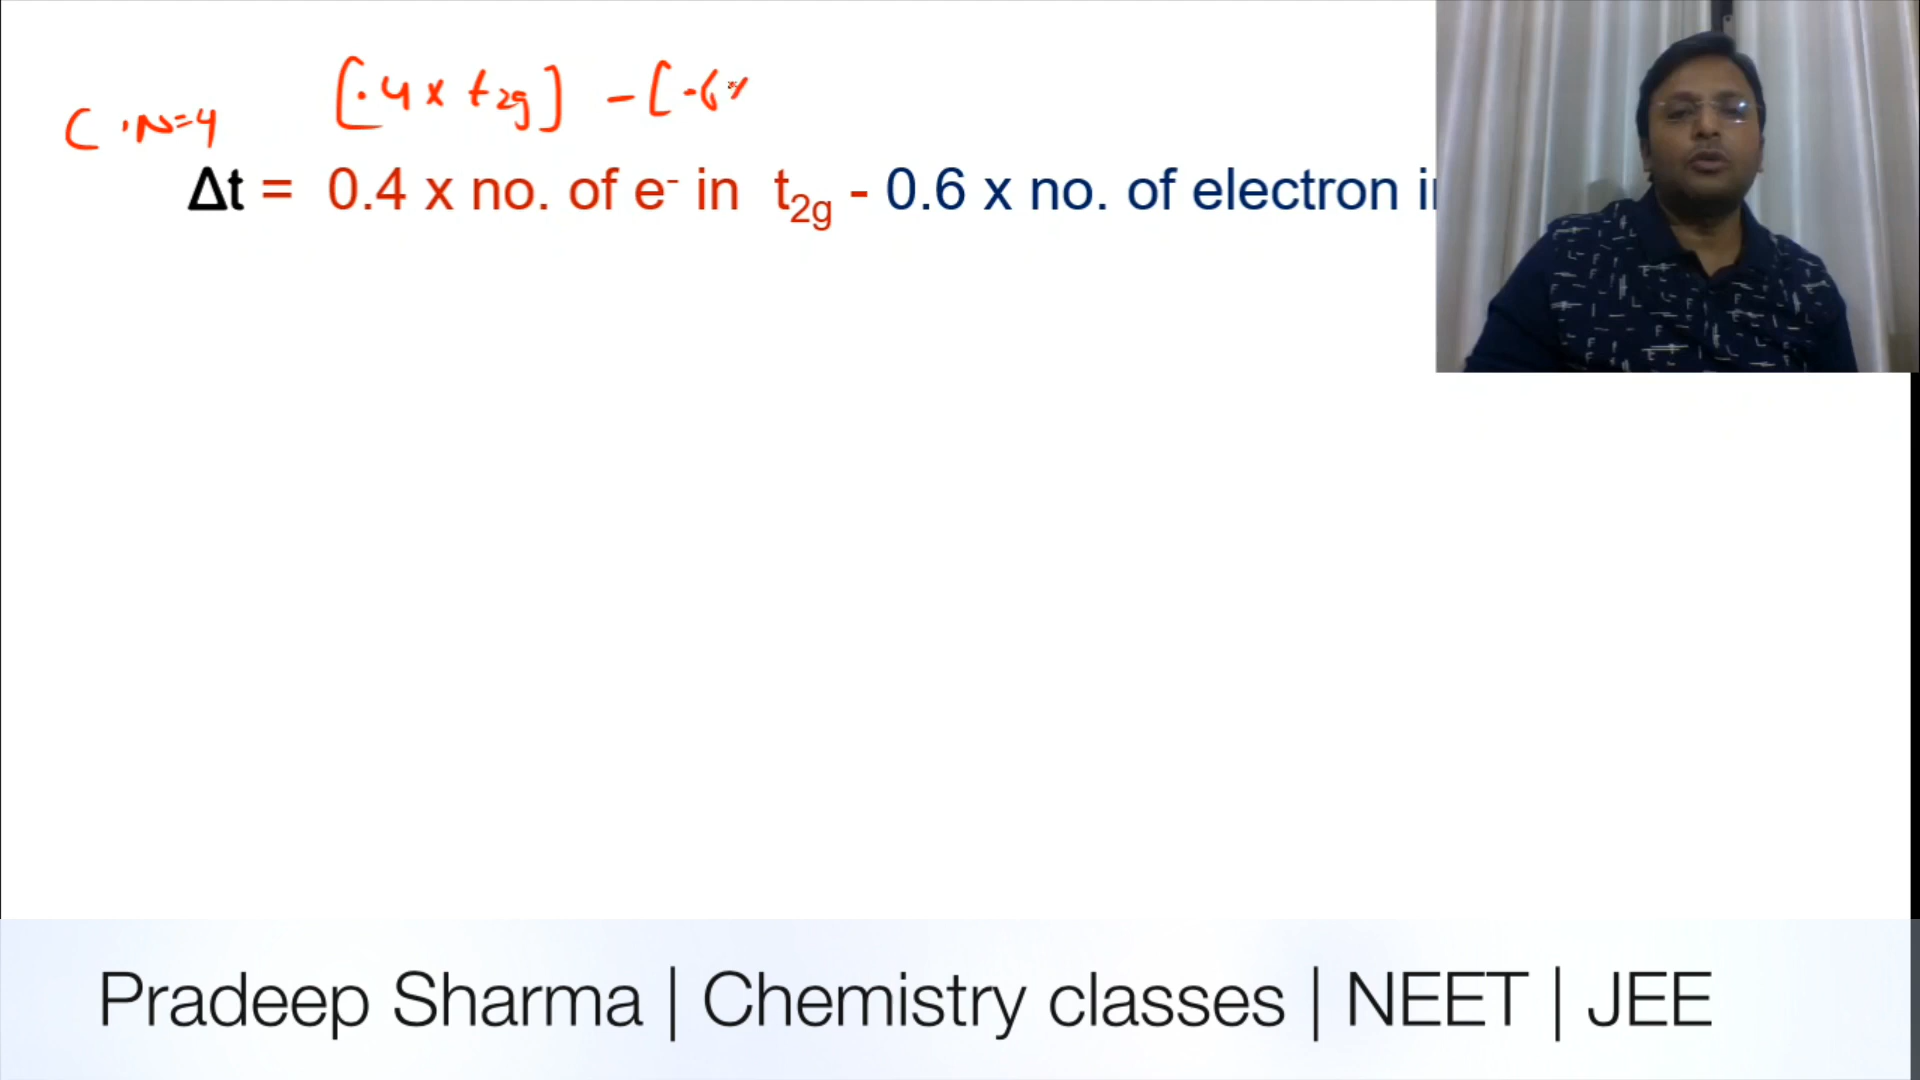 [.4 x t2g] - [-6x
C.N=4
Δt = 0.4 x no. of e- in t2g - 0.6 x no. of electron i
Pradeep Sharma | Chemistry classes | NEET | JEE